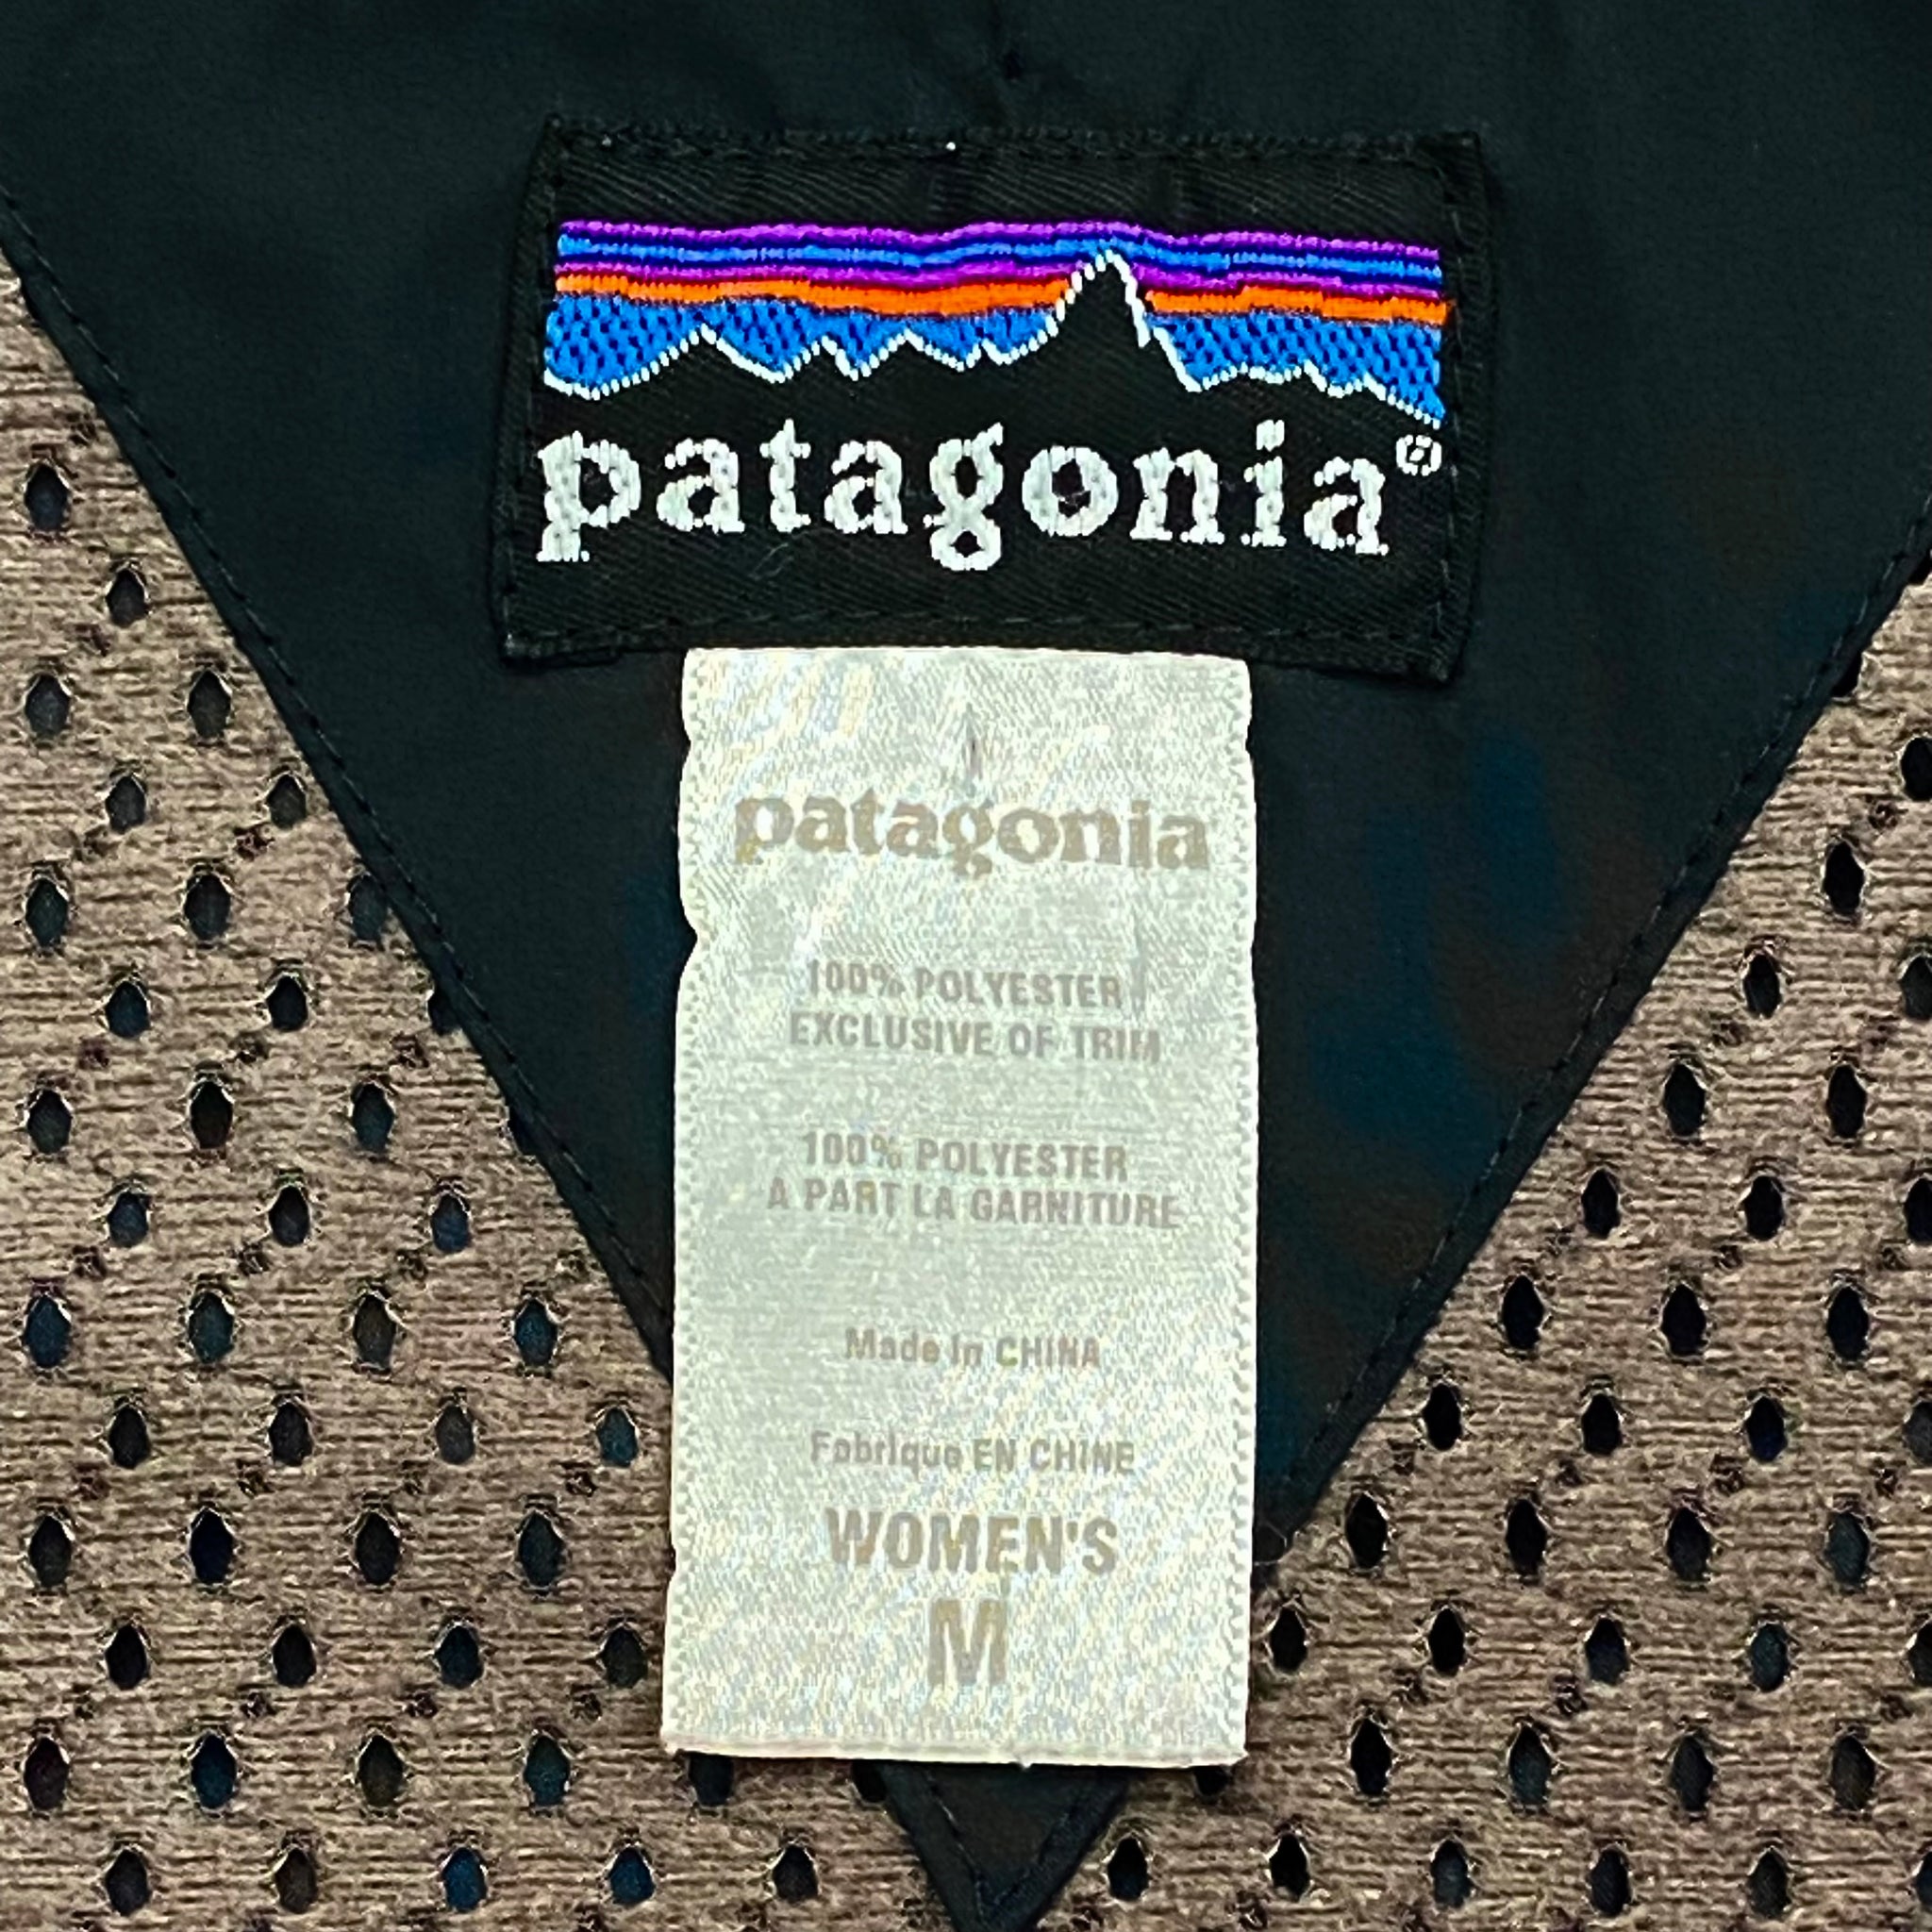 patagonia®
patagonia
100% POLYESTER
EXCLUSIVE OF TRIM
100% POLYESTER
A PART LA GARNITURE
Made in CHINA
Fabrique EN CHINE
WOMEN'S
M